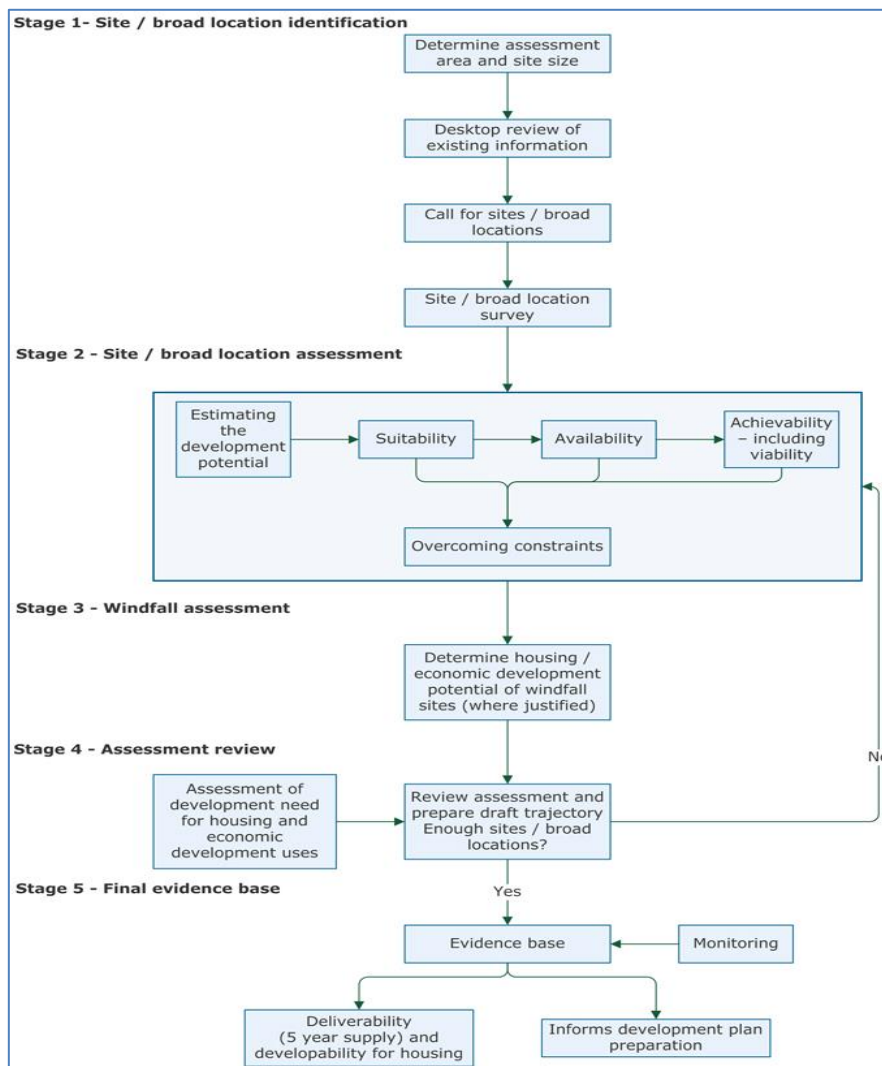 Stage 1- Site / broad location identification
Determine assessment
area and site size
Desktop review of
existing information
Call for sites / broad
locations
Site / broad location
survey
Stage 2 - Site / broad location assessment
Estimating
the
development
potential
Suitability
Availability
Achievability
– including
viability
Overcoming constraints
Stage 3 - Windfall assessment
Determine housing /
economic development
potential of windfall
sites (where justified)
Stage 4 - Assessment review
No
Assessment of
development need
for housing and
economic
development uses
Review assessment and
prepare draft trajectory
Enough sites / broad
locations?
Stage 5 - Final evidence base
Yes
Evidence base
Monitoring
Deliverability
(5 year supply) and
developability for housing
Informs development plan
preparation